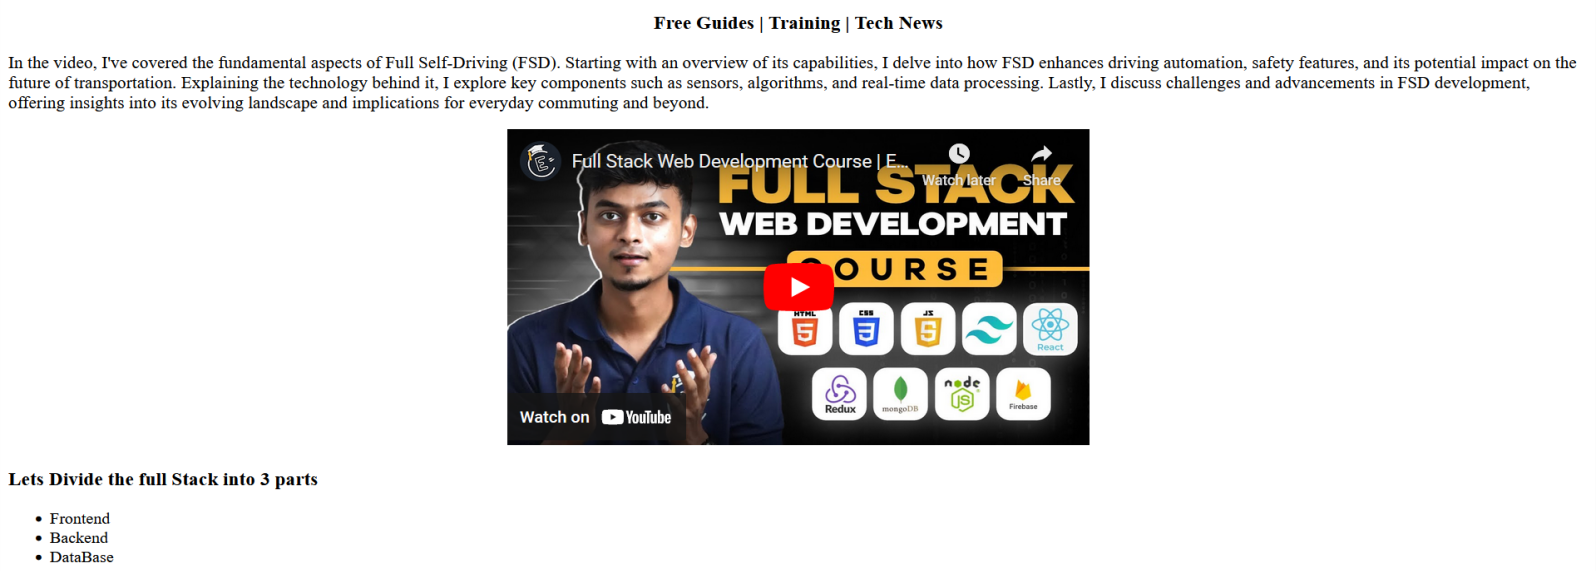 Free Guides | Training | Tech News
In the video, I've covered the fundamental aspects of Full Self-Driving (FSD). Starting with an overview of its capabilities, I delve into how FSD enhances driving automation, safety features, and its potential impact on the
future of transportation. Explaining the technology behind it, I explore key components such as sensors, algorithms, and real-time data processing. Lastly, I discuss challenges and advancements in FSD development,
offering insights into its evolving landscape and implications for everyday commuting and beyond.
Full Stack Web Development Course | E...
Watch later
Share
FULL STACK
WEB DEVELOPMENT
COURSE
HTML
5
CSS
3
JS
5
React
Redux
mongoDB
node
JS
Firebase
Watch on YouTube
Lets Divide the full Stack into 3 parts
• Frontend
• Backend
• DataBase